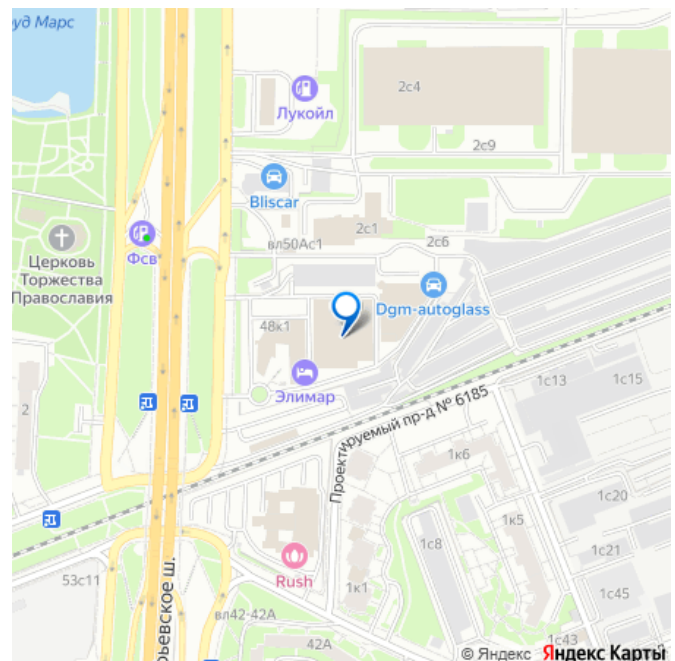 уд Марс
Лукойл
2с4
2с9
Bliscar
2с1
2с6
вл50Ас1
Фсв
Церковь
Торжества
Православия
Dgm-autoglass
48к1
Элимар
2
1с13
1с15
Проектируемый пр-д № 6185
1к6
1с20
1к5
1с8
1с21
Rush
1к1
1с45
53с11
рьевское ш.
вл42-42А
42А
1с43
© Яндекс Яндекс Карты